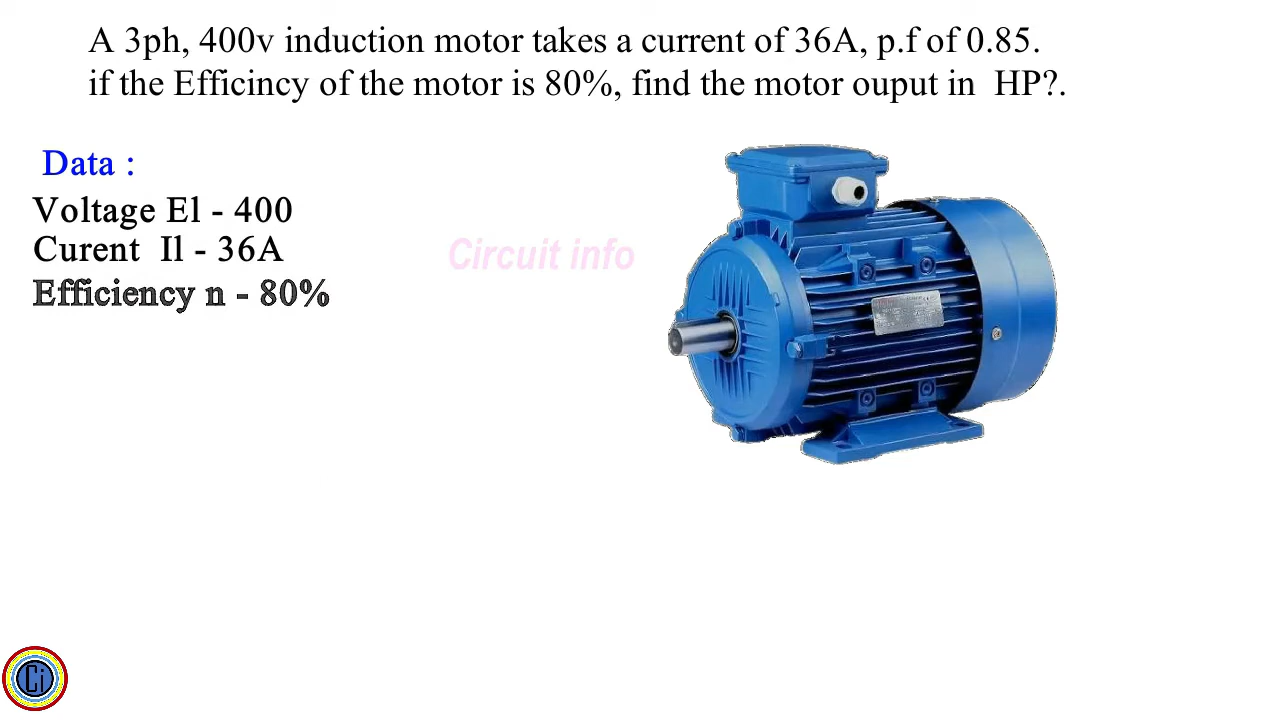 A 3ph, 400v induction motor takes a current of 36A, p.f of 0.85.
if the Efficincy of the motor is 80%, find the motor ouput in  HP?.
Data :
Voltage El - 400
Curent  Il - 36A
Circuit info
Efficiency n - 80%
Ci